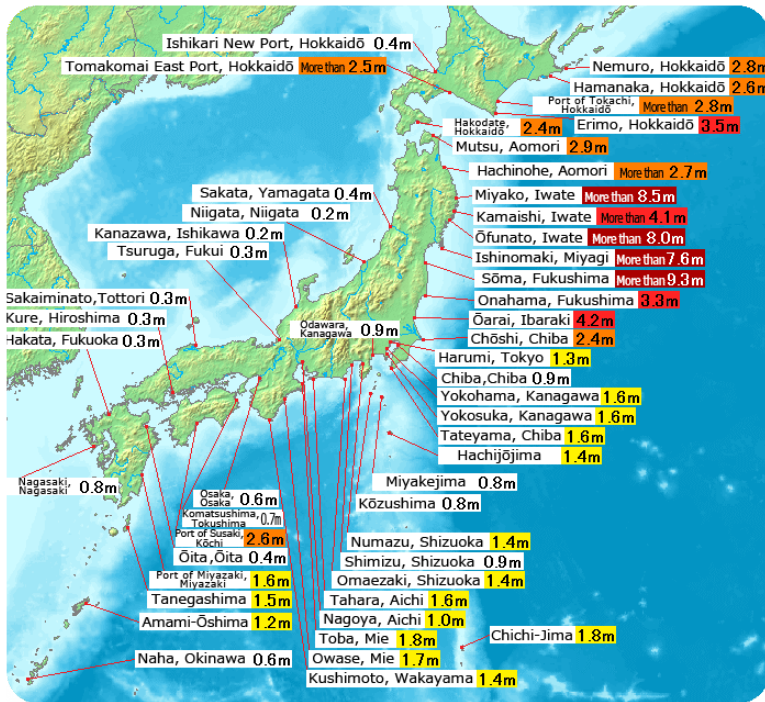 Ishikari New Port, Hokkaidō 0.4m
Tomakomai East Port, Hokkaidō More than 2.5m
Nemuro, Hokkaidō 2.8m
Hamanaka, Hokkaidō 2.6m
Port of Tokachi,
Hokkaidō More than 2.8m
Erimo, Hokkaidō 3.5m
Hakodate,
Hokkaidō 2.4m
Mutsu, Aomori 2.9m
Hachinohe, Aomori More than 2.7m
Sakata, Yamagata 0.4m
Miyako, Iwate More than 8.5m
Niigata, Niigata 0.2m
Kamaishi, Iwate More than 4.1m
Kanazawa, Ishikawa 0.2m
Ōfunato, Iwate More than 8.0m
Tsuruga, Fukui 0.3m
Ishinomaki, Miyagi More than 7.6m
Sōma, Fukushima More than 9.3m
Sakaiminato,Tottori 0.3m
Onahama, Fukushima 3.3m
Kure, Hiroshima 0.3m
Ōarai, Ibaraki 4.2m
Odawara,
Kanagawa 0.9m
Hakata, Fukuoka 0.3m
Chōshi, Chiba 2.4m
Harumi, Tokyo 1.3m
Chiba,Chiba 0.9m
Yokohama, Kanagawa 1.6m
Yokosuka, Kanagawa 1.6m
Tateyama, Chiba 1.6m
Hachijōjima 1.4m
Nagasaki,
Nagasaki 0.8m
Miyakejima 0.8m
Osaka,
Osaka 0.6m
Kōzushima 0.8m
Komatsushima,
Tokushima 0.7m
Port of Susaki,
Kōchi 2.6m
Numazu, Shizuoka 1.4m
Ōita,Ōita 0.4m
Shimizu, Shizuoka 0.9m
Port of Miyazaki,
Miyazaki 1.6m
Omaezaki, Shizuoka 1.4m
Tanegashima 1.5m
Tahara, Aichi 1.6m
Amami-Ōshima 1.2m
Nagoya, Aichi 1.0m
Toba, Mie 1.8m
Chichi-Jima 1.8m
Naha, Okinawa 0.6m
Owase, Mie 1.7m
Kushimoto, Wakayama 1.4m